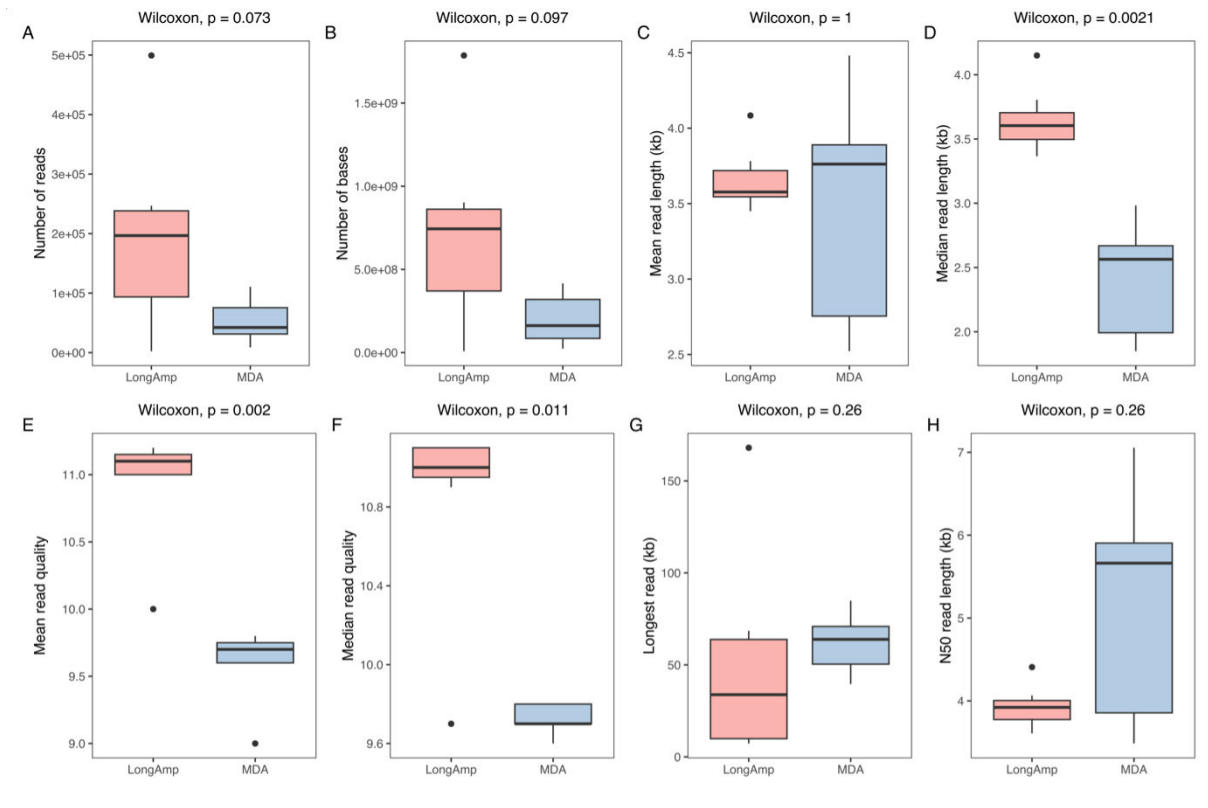 Wilcoxon, p = 0.073
A
Number of reads
5e+05
4e+05
3e+05
2e+05
1e+05
0e+00
LongAmp MDA
Wilcoxon, p = 0.097
B
Number of bases
1.5e+09
1.0e+09
5.0e+08
0.0e+00
LongAmp MDA
Wilcoxon, p = 1
C
Mean read length (kb)
4.5
4.0
3.5
3.0
2.5
LongAmp MDA
Wilcoxon, p = 0.0021
D
Median read length (kb)
4.0
3.5
3.0
2.5
2.0
LongAmp MDA
Wilcoxon, p = 0.002
E
Mean read quality
11.0
10.5
10.0
9.5
9.0
LongAmp MDA
Wilcoxon, p = 0.011
F
Median read quality
10.8
10.4
10.0
9.6
LongAmp MDA
Wilcoxon, p = 0.26
G
Longest read (kb)
150
100
50
0
LongAmp MDA
Wilcoxon, p = 0.26
H
N50 read length (kb)
7
6
5
4
LongAmp MDA